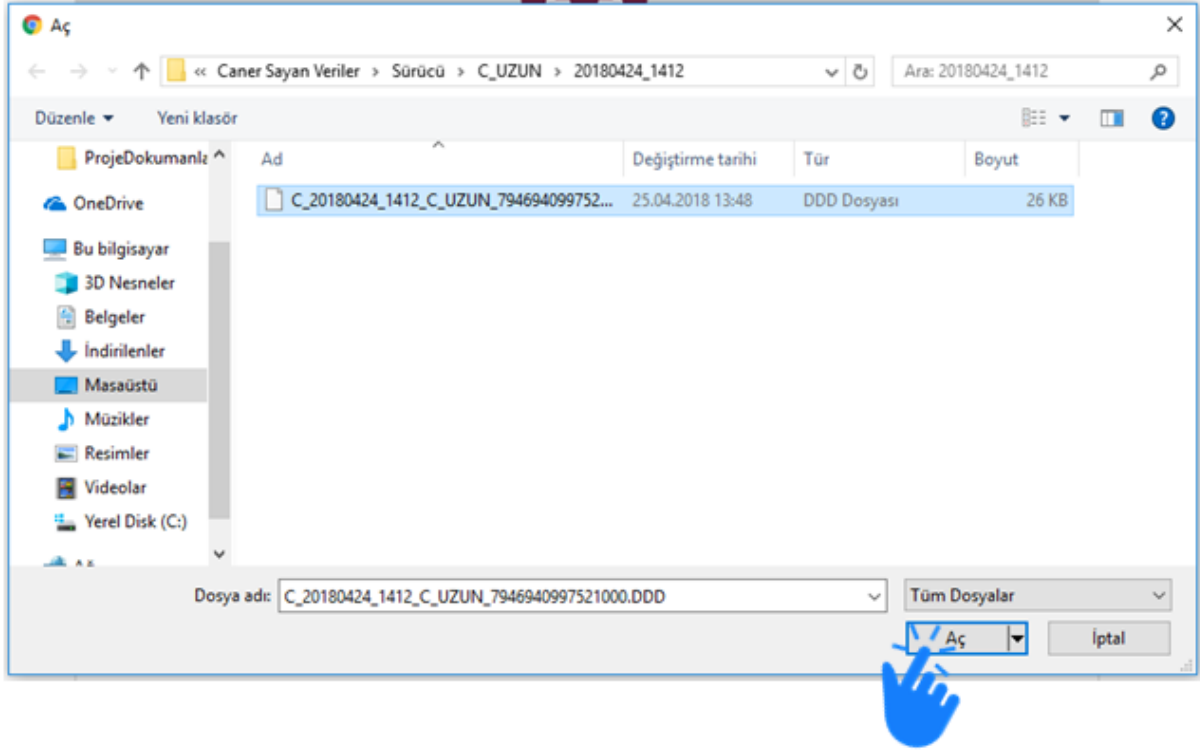 Aç
« Caner Sayan Veriler > Sürücü > C_UZUN > 20180424_1412
Ara: 20180424_1412
Düzenle
Yeni klasör
ProjeDokumanla
OneDrive
Bu bilgisayar
3D Nesneler
Belgeler
İndirilenler
Masaüstü
Müzikler
Resimler
Videolar
Yerel Disk (C:)
Ad
Değiştirme tarihi
Tür
Boyut
C_20180424_1412_C_UZUN_794694099752...
25.04.2018 13:48
DDD Dosyası
26 KB
Dosya adı:
C_20180424_1412_C_UZUN_7946940997521000.DDD
Tüm Dosyalar
Aç
İptal